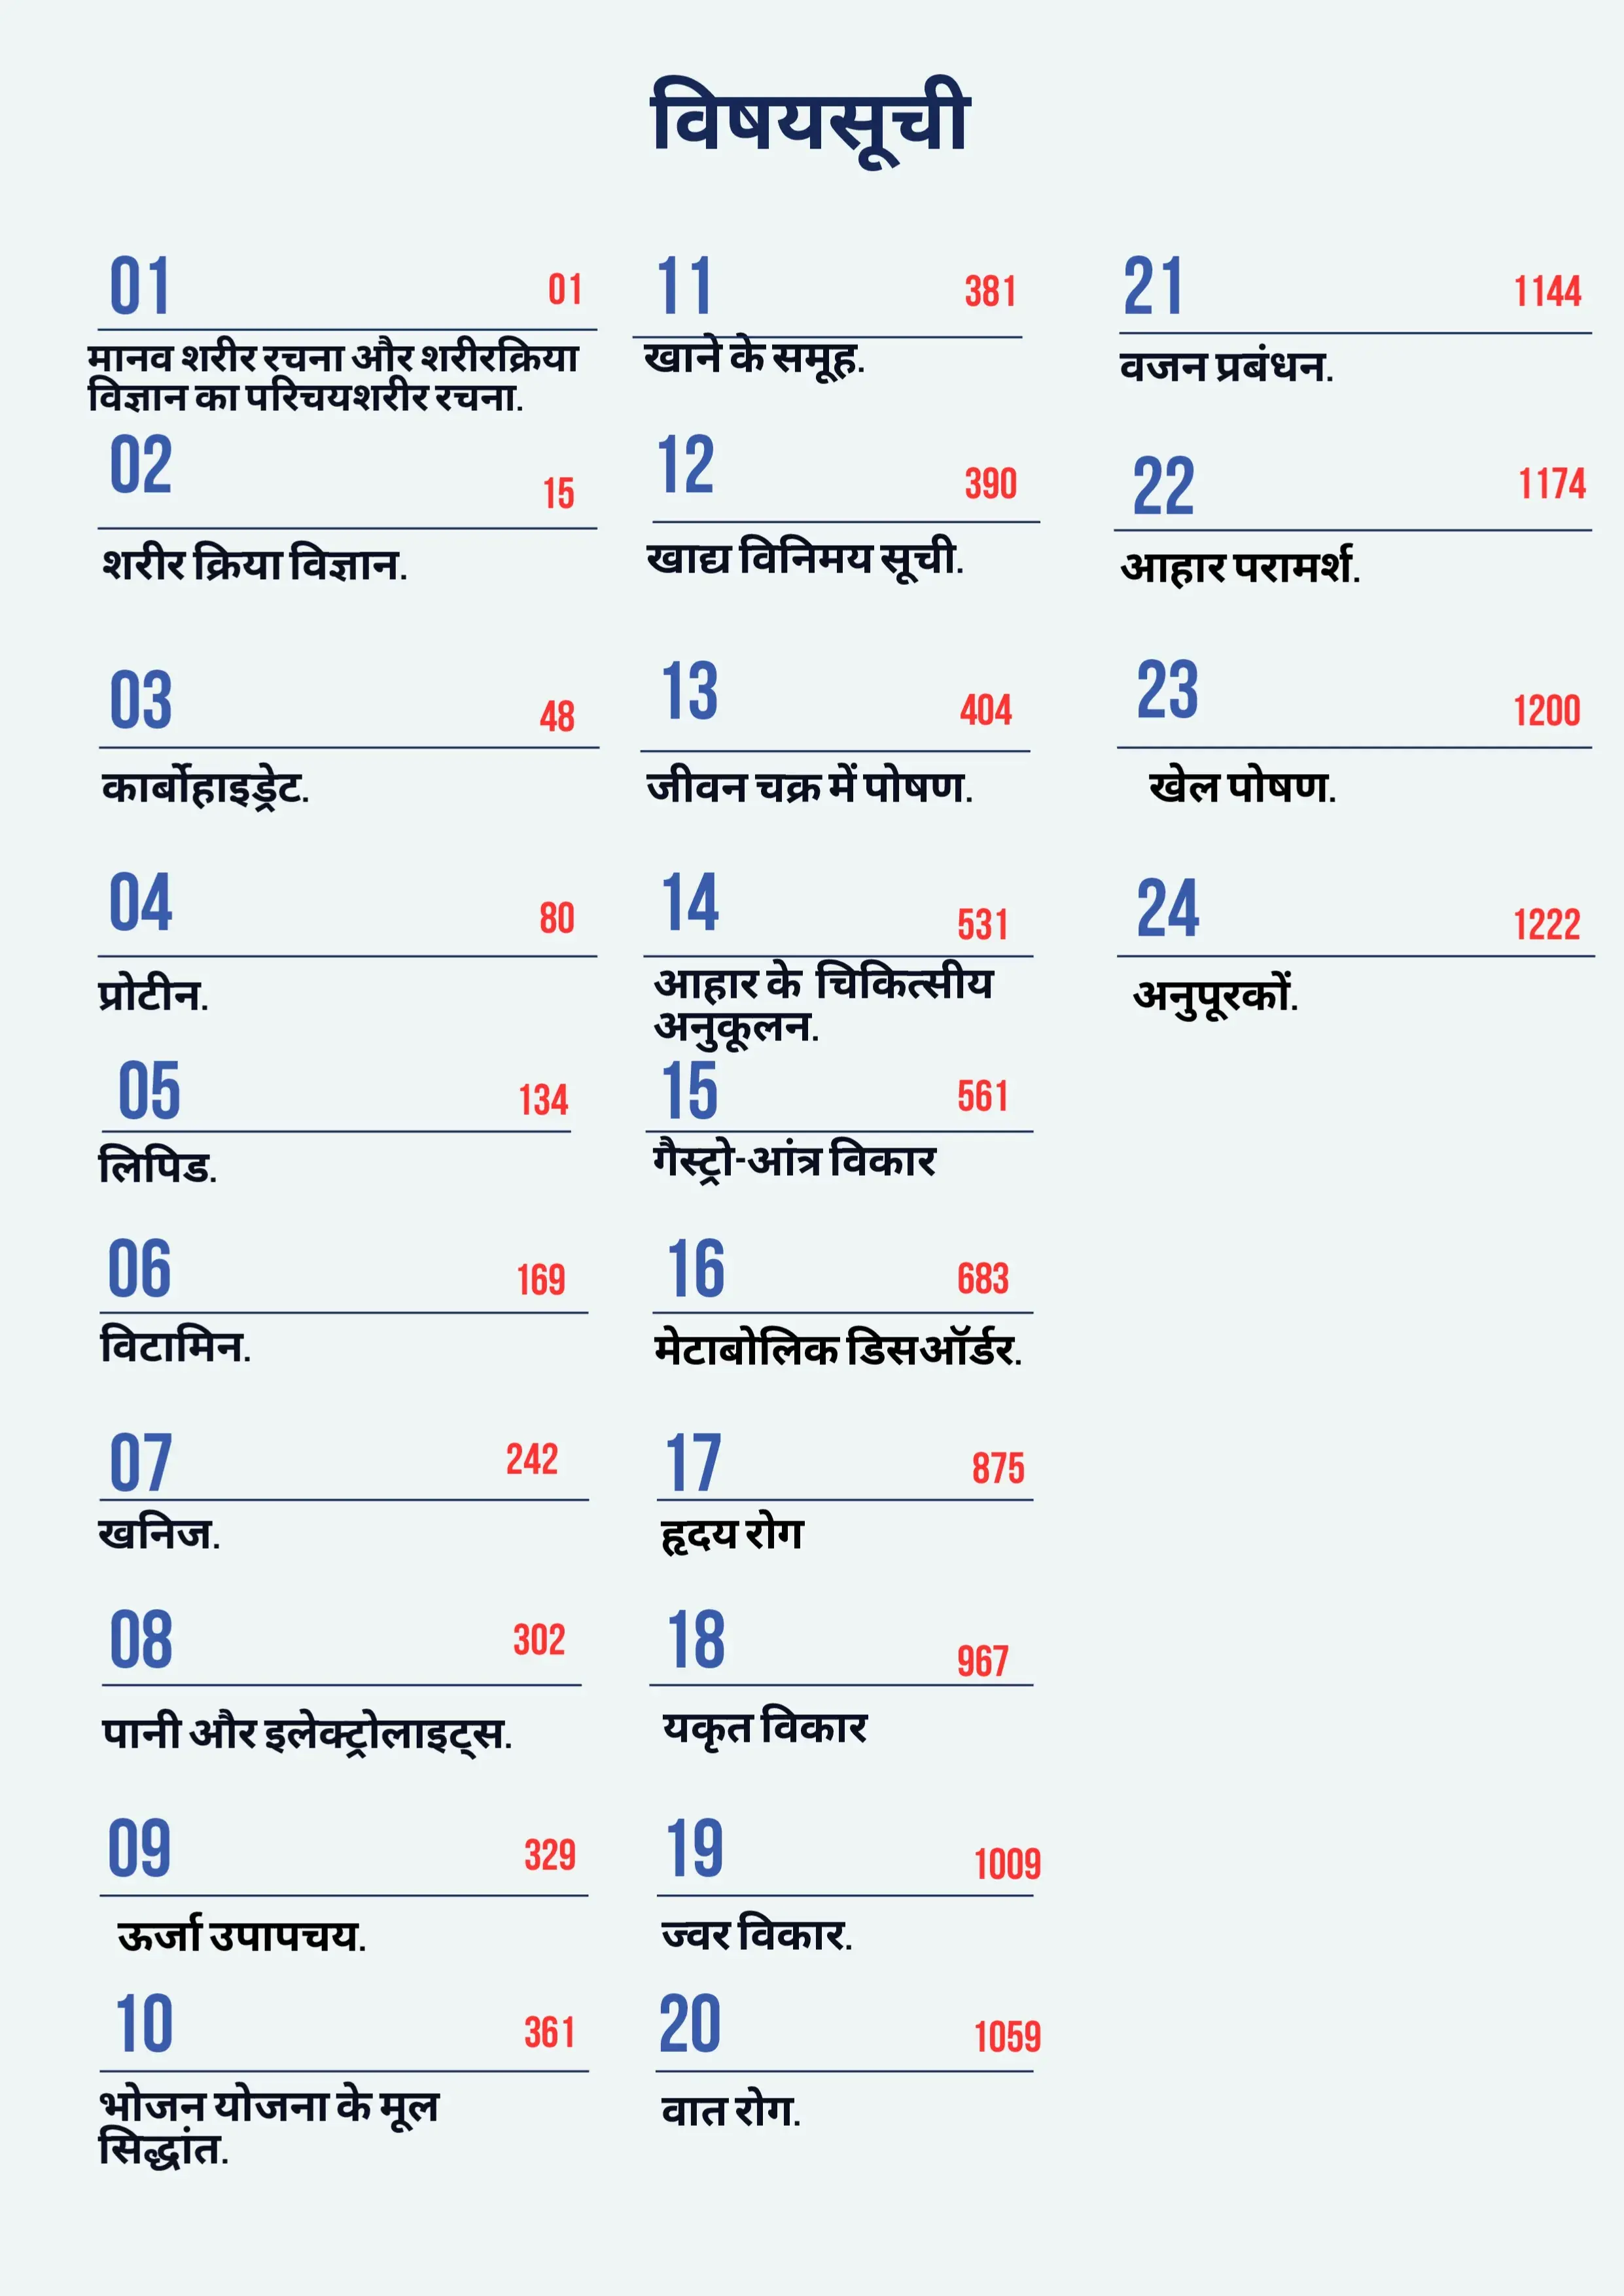 विषयसूची
01
01
मानव शरीर रचना और शरीरक्रिया
विज्ञान का परिचयशरीर रचना.
02
15
शरीर क्रिया विज्ञान.
03
48
कार्बोहाइड्रेट.
04
80
प्रोटीन.
05
134
लिपिड.
06
169
विटामिन.
07
242
खनिज.
08
302
पानी और इलेक्ट्रोलाइट्स.
09
329
ऊर्जा उपापचय.
10
361
भोजन योजना के मूल
सिद्धांत.
11
381
खाने के समूह.
12
390
खाद्य विनिमय सूची.
13
404
जीवन चक्र में पोषण.
14
531
आहार के चिकित्सीय
अनुकूलन.
15
561
गैस्ट्रो-आंत्र विकार
16
683
मेटाबोलिक डिसऑर्डर.
17
875
हृदय रोग
18
967
यकृत विकार
19
1009
ज्वर विकार.
20
1059
वात रोग.
21
1144
वजन प्रबंधन.
22
1174
आहार परामर्श.
23
1200
खेल पोषण.
24
1222
अनुपूरकों.